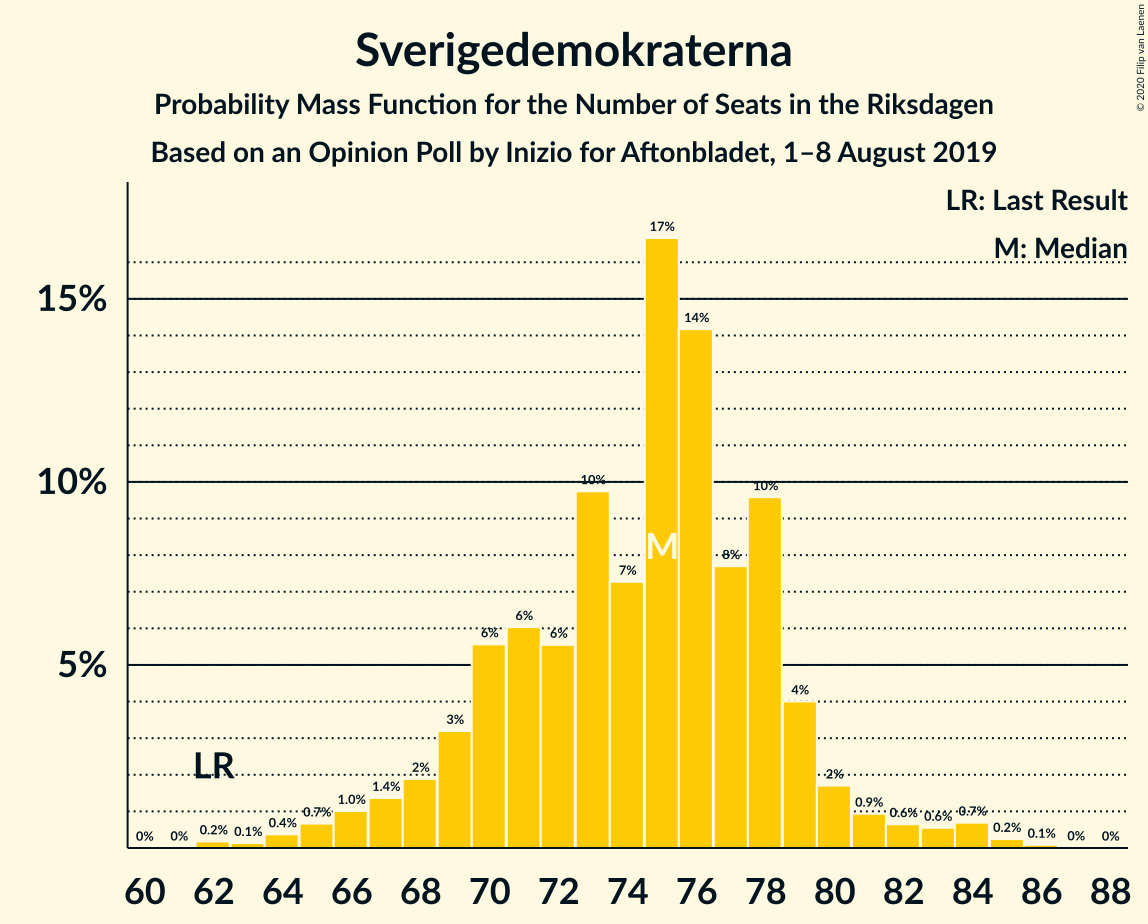 © 2020 Filip van Laenen
Sverigedemokraterna
Probability Mass Function for the Number of Seats in the Riksdagen
Based on an Opinion Poll by Inizio for Aftonbladet, 1–8 August 2019
LR: Last Result
M: Median
15%
10%
5%
0% 0% 0.2% 0.1% 0.4% 0.7% 1.0% 1.4% 2% 3% 6% 6% 6% 10% 7% 17% 14% 8% 10% 4% 2% 0.9% 0.6% 0.6% 0.7% 0.2% 0.1% 0% 0%
LR
M
60 62 64 66 68 70 72 74 76 78 80 82 84 86 88